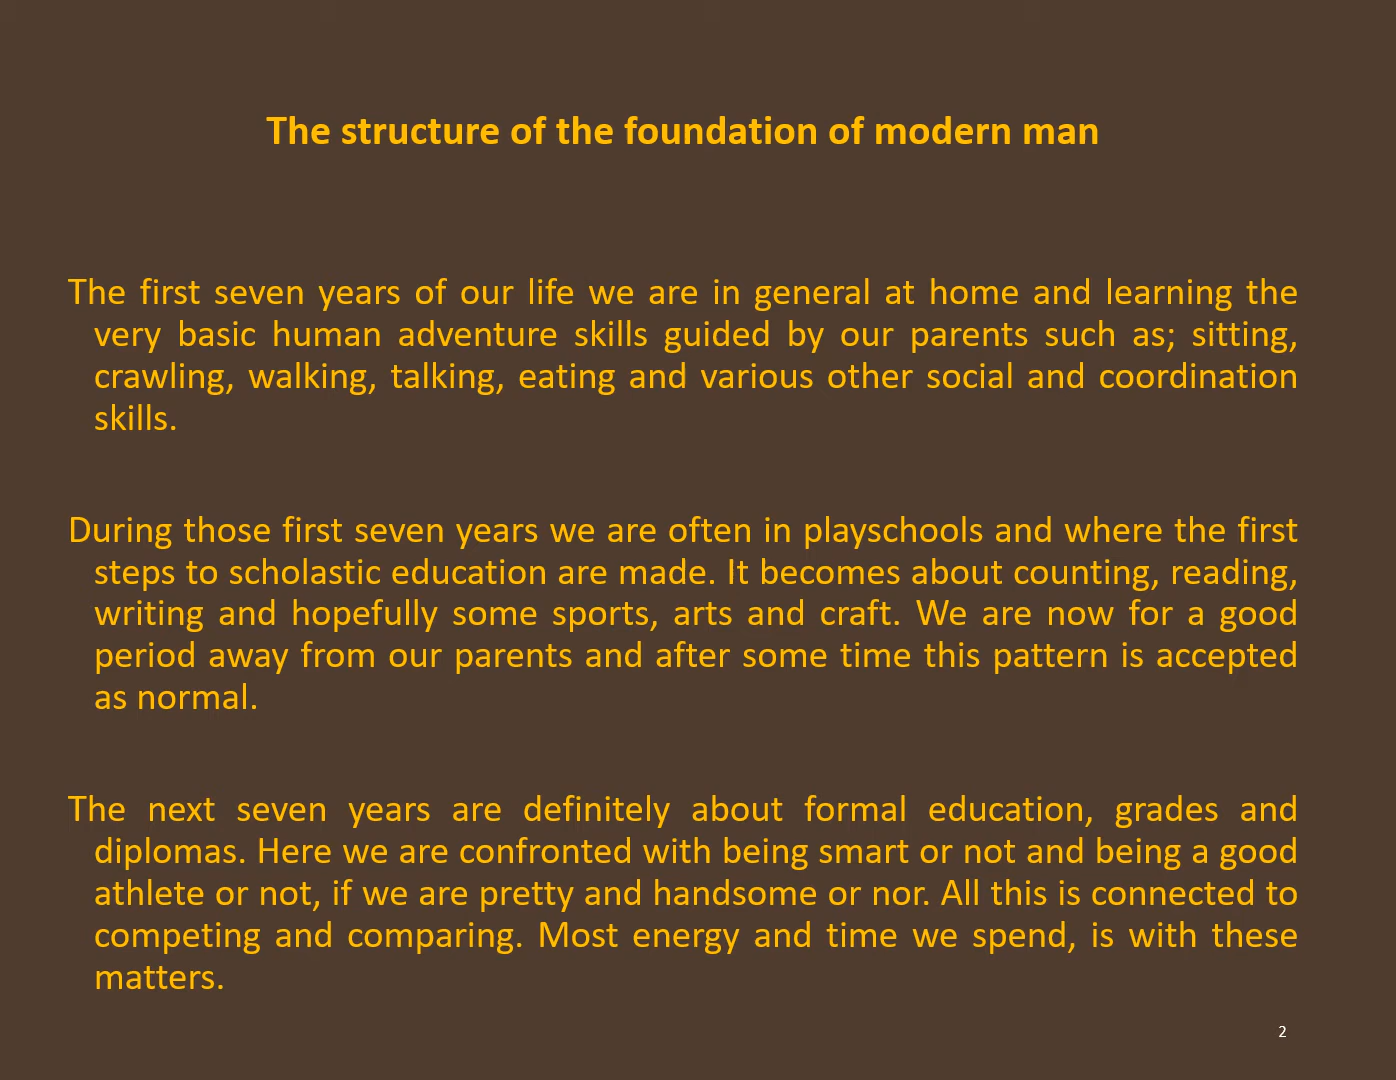 The structure of the foundation of modern man
The first seven years of our life we are in general at home and learning the
very basic human adventure skills guided by our parents such as; sitting,
crawling, walking, talking, eating and various other social and coordination
skills.
During those first seven years we are often in playschools and where the first
steps to scholastic education are made. It becomes about counting, reading,
writing and hopefully some sports, arts and craft. We are now for a good
period away from our parents and after some time this pattern is accepted
as normal.
The next seven years are definitely about formal education, grades and
diplomas. Here we are confronted with being smart or not and being a good
athlete or not, if we are pretty and handsome or nor. All this is connected to
competing and comparing. Most energy and time we spend, is with these
matters.
2